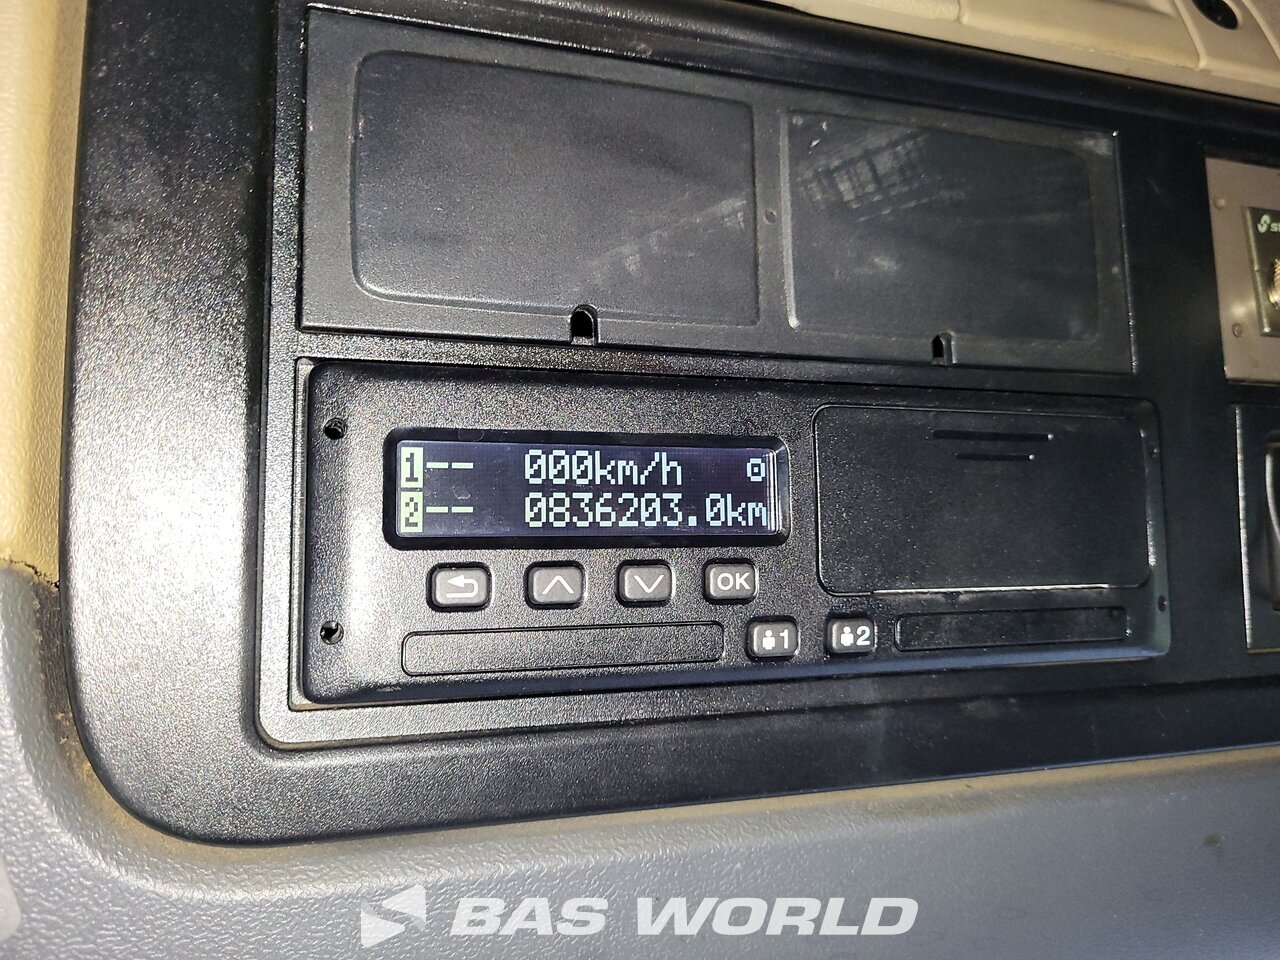 1-- 000km/h
2-- 0836203.0km
OK
1
2
BAS WORLD